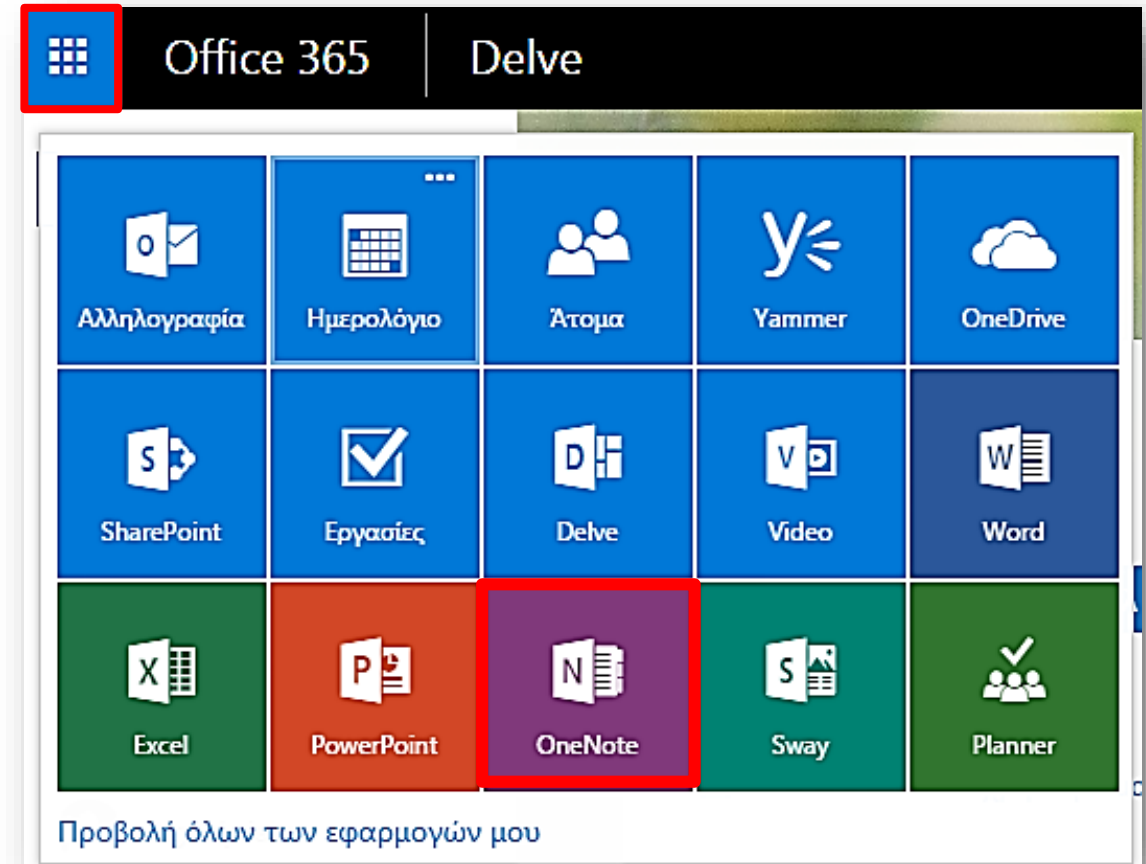 Office 365 Delve
Αλληλογραφία Ημερολόγιο Άτομα Yammer OneDrive
SharePoint Εργασίες Delve Video Word
Excel PowerPoint OneNote Sway Planner
Προβολή όλων των εφαρμογών μου